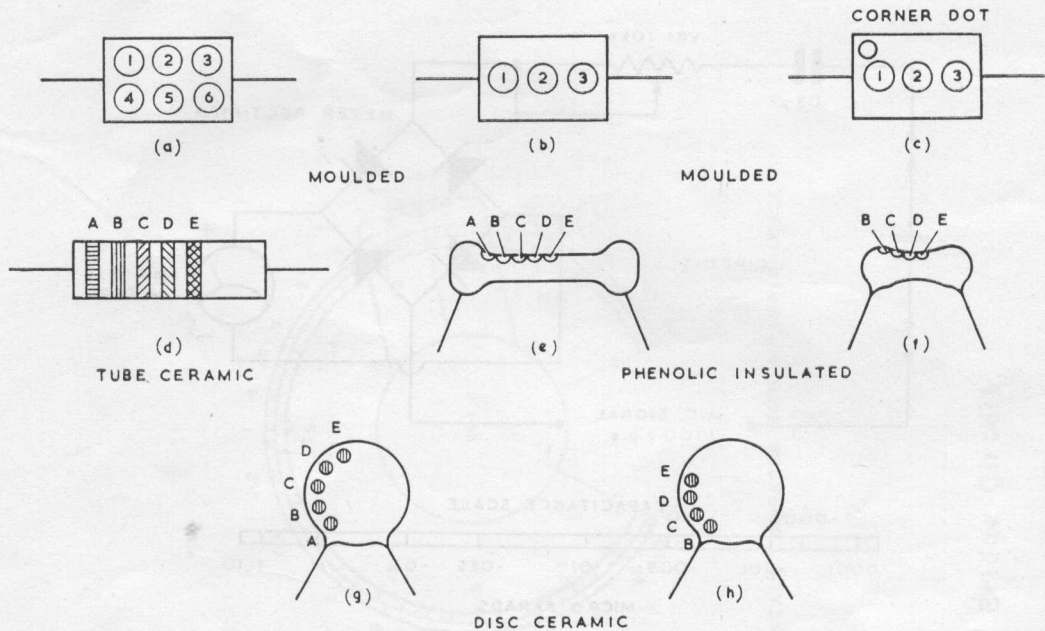 CORNER DOT
1 2 3
4 5 6
1 2 3
1 2 3
(a)
(b)
(c)
MOULDED
MOULDED
A B C D E
A B C D E
B C D E
(d)
(e)
(f)
TUBE CERAMIC
PHENOLIC INSULATED
E
D
C
B
A
E
D
C
B
(g)
(h)
DISC CERAMIC